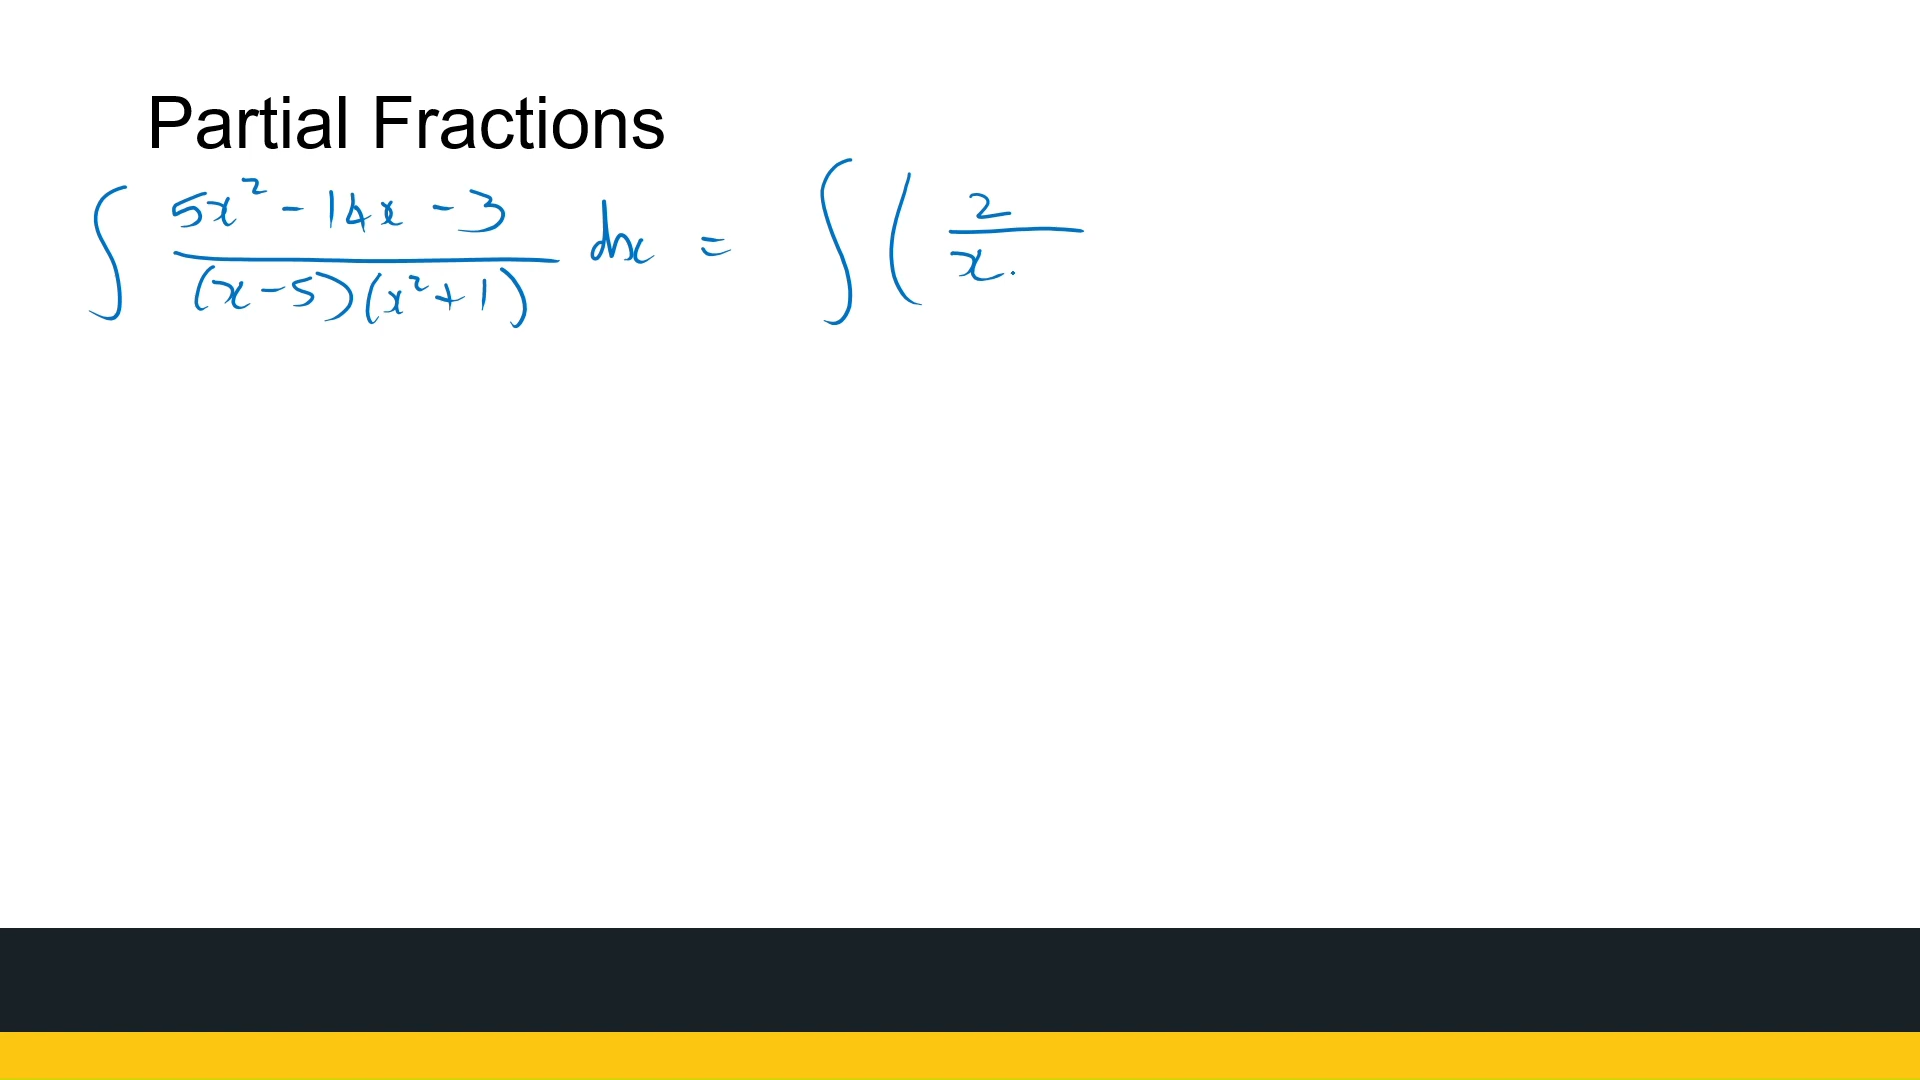 Partial Fractions
∫ (5x² - 14x - 3)/((x - 5)(x² + 1)) dx = ∫ ( 2/x.